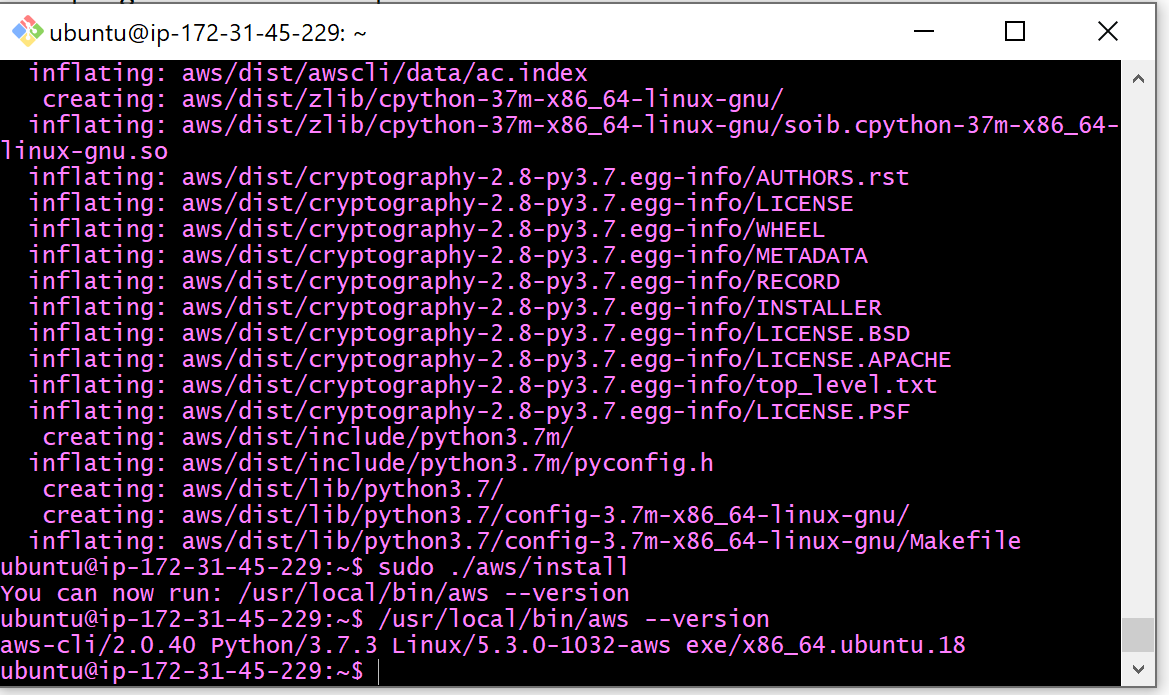 ubuntu@ip-172-31-45-229: ~
inflating: aws/dist/awscli/data/ac.index
creating: aws/dist/zlib/cpython-37m-x86_64-linux-gnu/
inflating: aws/dist/zlib/cpython-37m-x86_64-linux-gnu/soib.cpython-37m-x86_64-
linux-gnu.so
inflating: aws/dist/cryptography-2.8-py3.7.egg-info/AUTHORS.rst
inflating: aws/dist/cryptography-2.8-py3.7.egg-info/LICENSE
inflating: aws/dist/cryptography-2.8-py3.7.egg-info/WHEEL
inflating: aws/dist/cryptography-2.8-py3.7.egg-info/METADATA
inflating: aws/dist/cryptography-2.8-py3.7.egg-info/RECORD
inflating: aws/dist/cryptography-2.8-py3.7.egg-info/INSTALLER
inflating: aws/dist/cryptography-2.8-py3.7.egg-info/LICENSE.BSD
inflating: aws/dist/cryptography-2.8-py3.7.egg-info/LICENSE.APACHE
inflating: aws/dist/cryptography-2.8-py3.7.egg-info/top_level.txt
inflating: aws/dist/cryptography-2.8-py3.7.egg-info/LICENSE.PSF
creating: aws/dist/include/python3.7m/
inflating: aws/dist/include/python3.7m/pyconfig.h
creating: aws/dist/lib/python3.7/
creating: aws/dist/lib/python3.7/config-3.7m-x86_64-linux-gnu/
inflating: aws/dist/lib/python3.7/config-3.7m-x86_64-linux-gnu/Makefile
ubuntu@ip-172-31-45-229:~$ sudo ./aws/install
You can now run: /usr/local/bin/aws --version
ubuntu@ip-172-31-45-229:~$ /usr/local/bin/aws --version
aws-cli/2.0.40 Python/3.7.3 Linux/5.3.0-1032-aws exe/x86_64.ubuntu.18
ubuntu@ip-172-31-45-229:~$